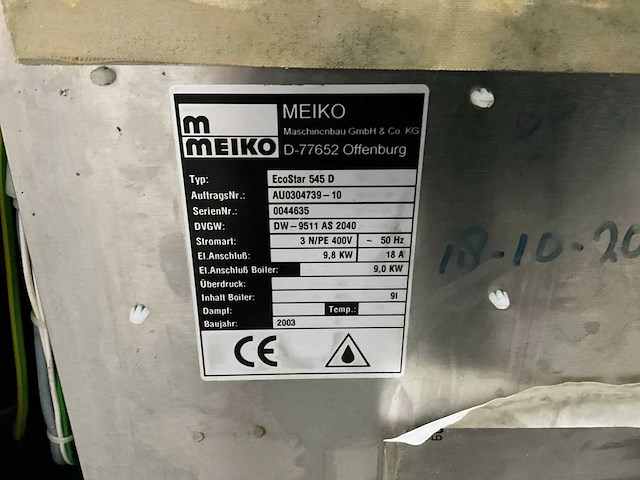 m
MEIKO
MEIKO
Maschinenbau GmbH & Co. KG
D-77652 Offenburg
Typ: EcoStar 545 D
AuftragsNr.: AU0304739-10
SerienNr.: 0044635
DVGW: DW-9511 AS 2040
Stromart: 3 N/PE 400V ~ 50 Hz
El.Anschluß: 9,8 KW 18 A
El.Anschluß Boiler: 9,0 KW
Überdruck:
Inhalt Boiler: 9l
Dampf: Temp.:
Baujahr: 2003
CE
18-10-20